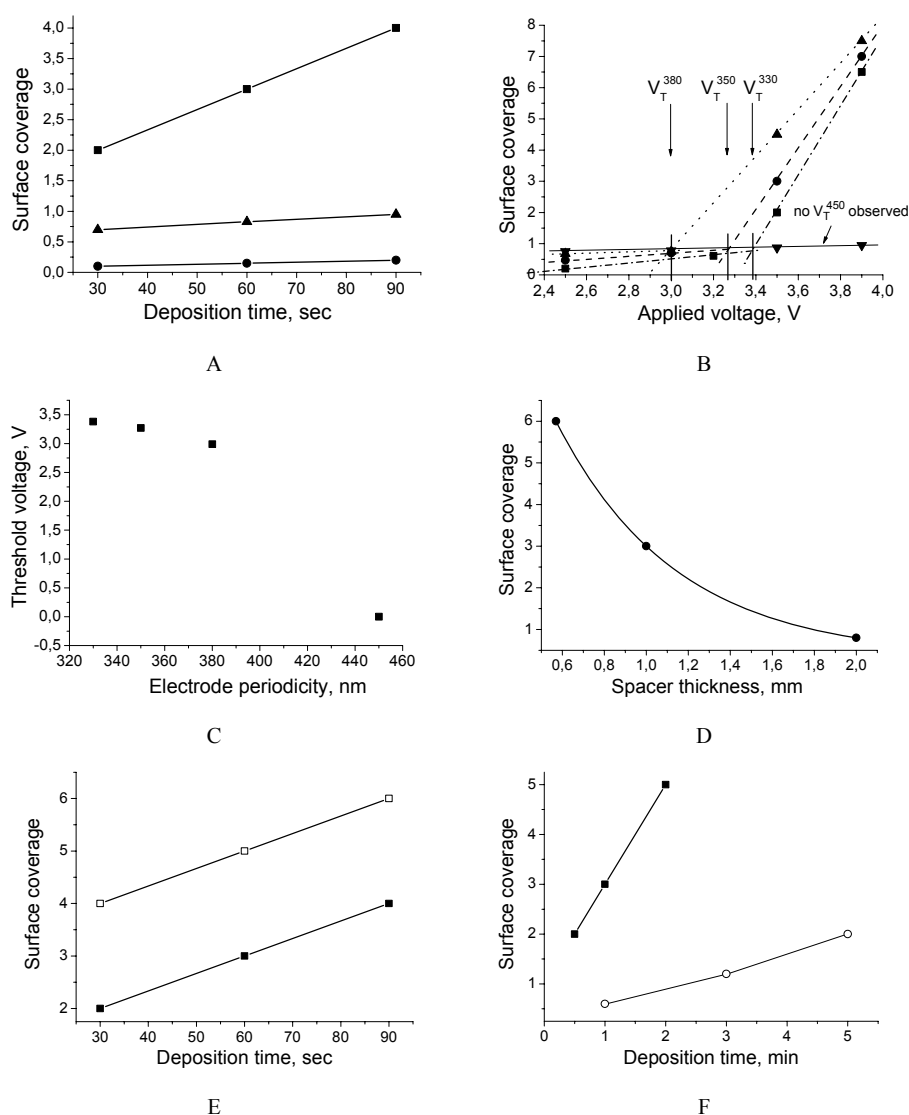 4,0
3,5
3,0
2,5
2,0
1,5
1,0
0,5
0,0
Surface coverage
30 40 50 60 70 80 90
Deposition time, sec
A
8
7
6
5
4
3
2
1
0
Surface coverage
V_T^380 V_T^350 V_T^330
no V_T^450 observed
2,4 2,6 2,8 3,0 3,2 3,4 3,6 3,8 4,0
Applied voltage, V
B
3,5
3,0
2,5
2,0
1,5
1,0
0,5
0,0
-0,5
Threshold voltage, V
320 340 360 380 400 420 440 460
Electrode periodicity, nm
C
6
5
4
3
2
1
Surface coverage
0,6 0,8 1,0 1,2 1,4 1,6 1,8 2,0
Spacer thickness, mm
D
6
5
4
3
2
Surface coverage
30 40 50 60 70 80 90
Deposition time, sec
E
5
4
3
2
1
Surface coverage
0 1 2 3 4 5
Deposition time, min
F